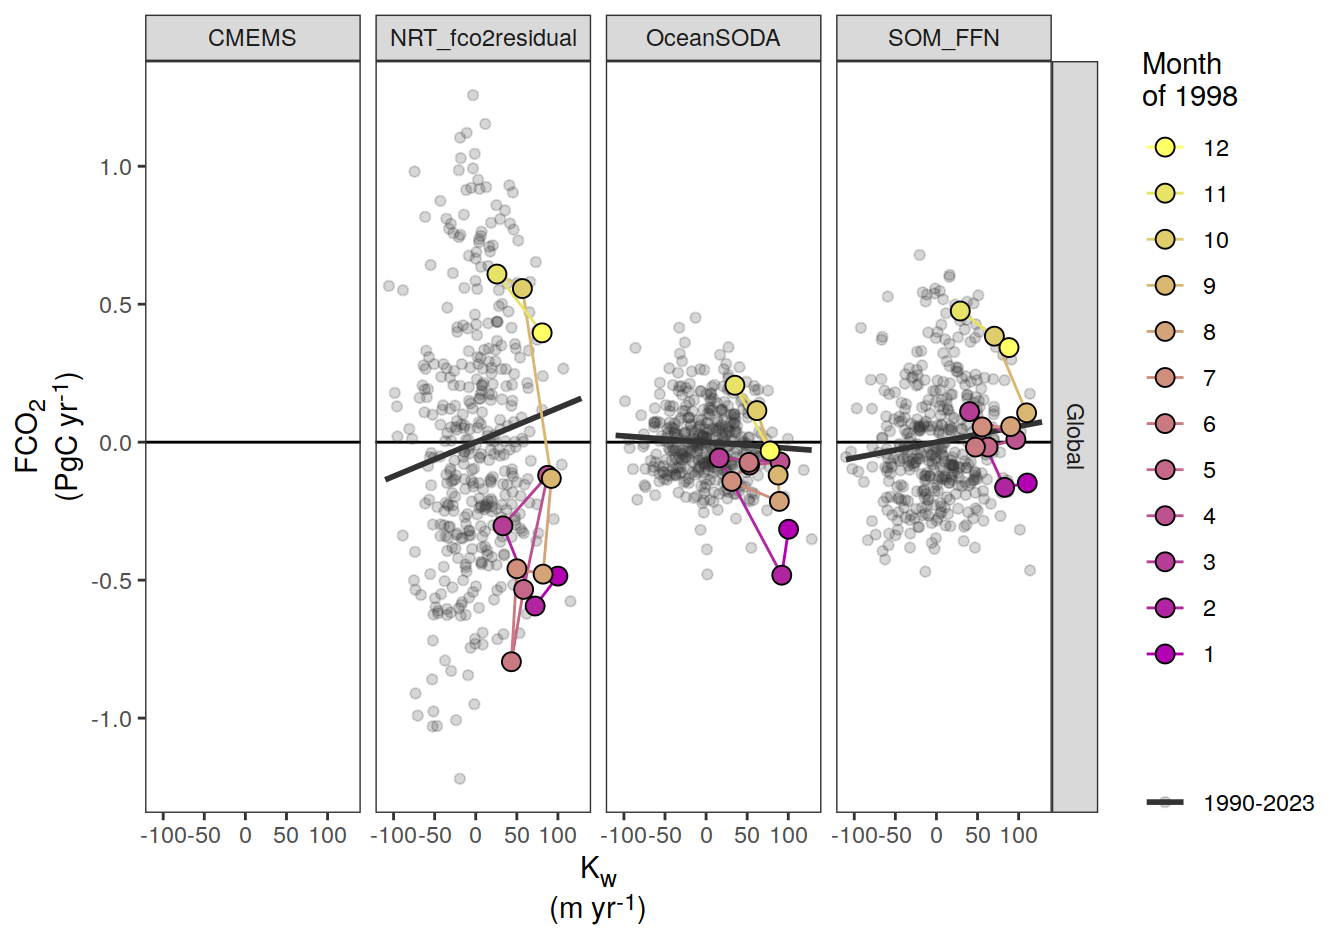 CMEMS NRT_fco2residual OceanSODA SOM_FFN
Global
FCO2
(PgC yr-1)
1.0
0.5
0.0
-0.5
-1.0
-100 -50 0 50 100 -100 -50 0 50 100 -100 -50 0 50 100 -100 -50 0 50 100
Kw
(m yr-1)
Month
of 1998
12
11
10
9
8
7
6
5
4
3
2
1
1990-2023